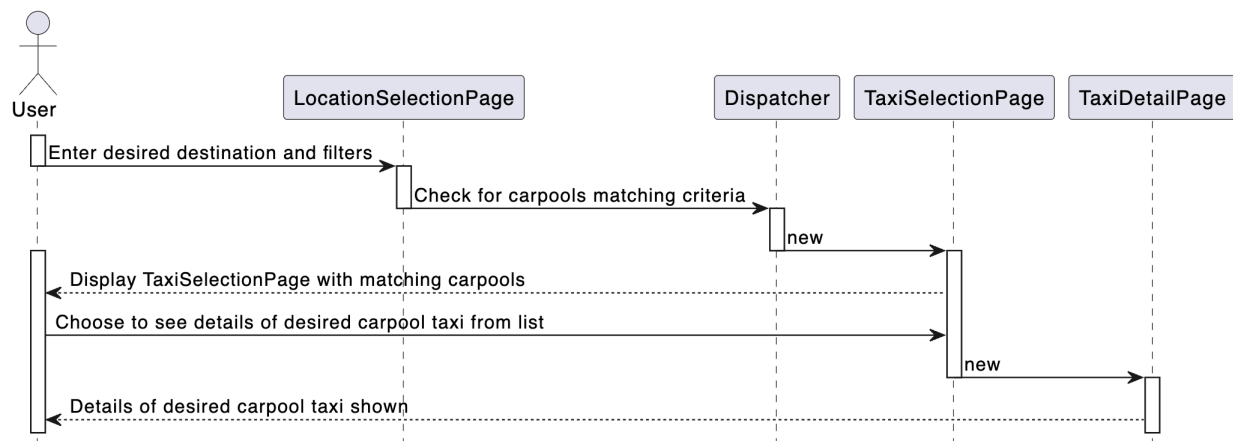 User
LocationSelectionPage
Dispatcher
TaxiSelectionPage
TaxiDetailPage
Enter desired destination and filters
Check for carpools matching criteria
new
Display TaxiSelectionPage with matching carpools
Choose to see details of desired carpool taxi from list
new
Details of desired carpool taxi shown